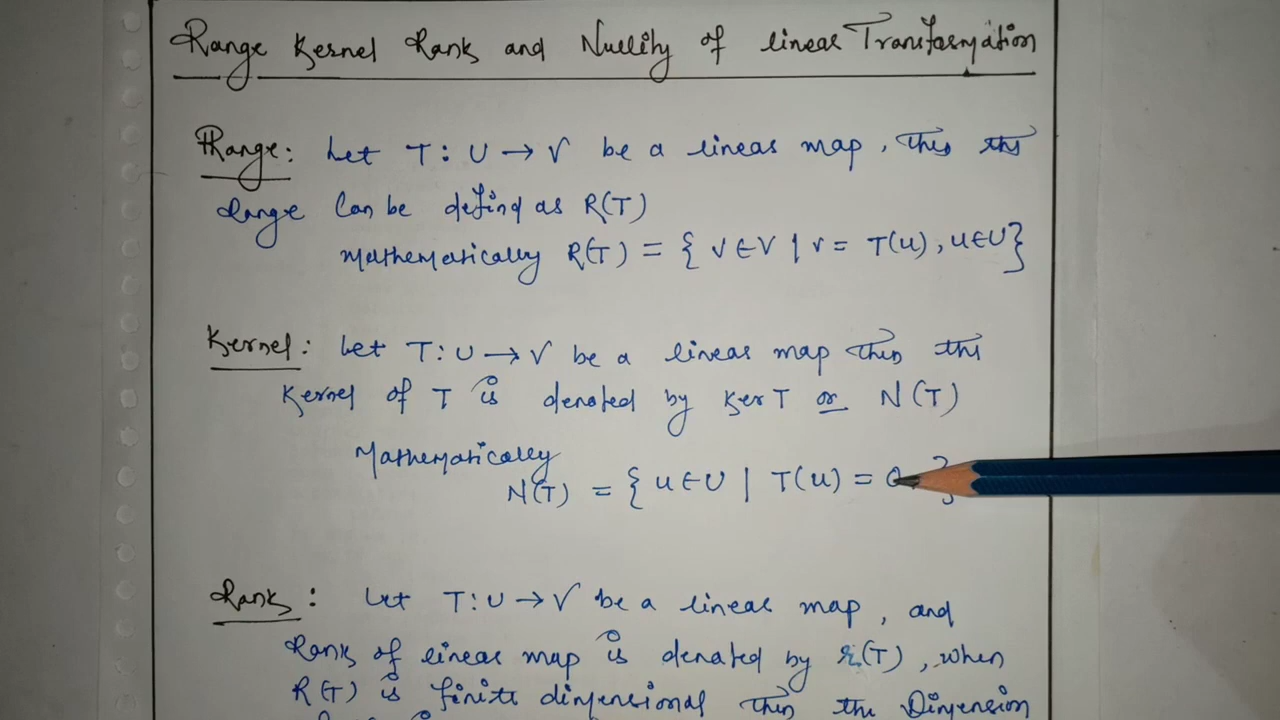 Range Kernel Rank and Nullity of linear Transformation
Range: Let T: U → V be a linear map, then the
range can be defind as R(T)
Mathematically R(T) = { v ∈ V | v = T(u), u ∈ U }
Kernel: Let T: U → V be a linear map then the
Kernel of T is denoted by Ker T or N(T)
Mathematically
N(T) = { u ∈ U | T(u) = 0 }
Rank: Let T: U → V be a linear map, and
Rank of linear map is denoted by r(T), when
R(T) is finite dimensional then the Dimension